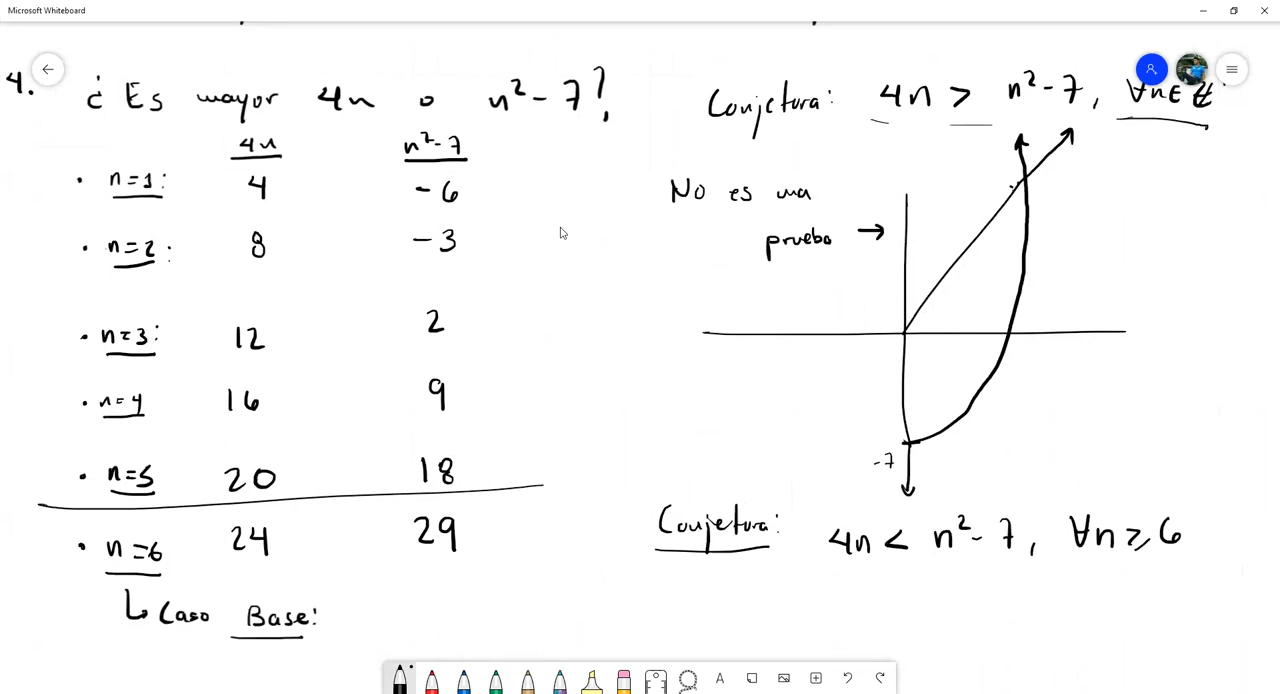 Microsoft Whiteboard
4. ¿ Es mayor 4n o n² - 7?
4n n² - 7
• n=1: 4 -6
• n=2: 8 -3
• n=3: 12 2
• n=4 16 9
• n=5 20 18
• n=6 24 29
↳ Caso Base:
Conjetura: 4n > n² - 7, ∀n∈
No es una
prueba →
-7
Conjetura: 4n < n² - 7, ∀n ≥ 6
A